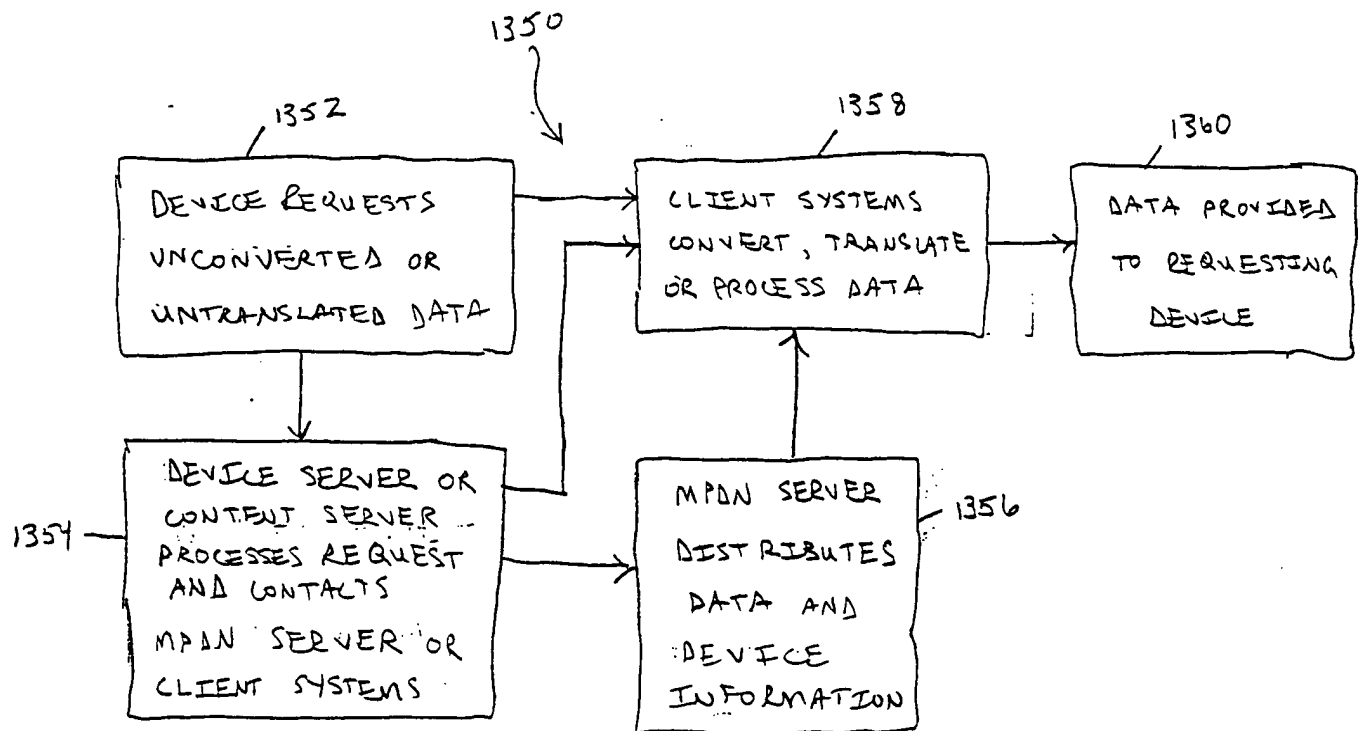 1350
1352
DEVICE REQUESTS
UNCONVERTED OR
UNTRANSLATED DATA
1358
CLIENT SYSTEMS
CONVERT, TRANSLATE
OR PROCESS DATA
1360
DATA PROVIDED
TO REQUESTING
DEVICE
1354
DEVICE SERVER OR
CONTENT SERVER
PROCESSES REQUEST
AND CONTACTS
MPDN SERVER OR
CLIENT SYSTEMS
MPDN SERVER
DISTRIBUTES
DATA AND
DEVICE
INFORMATION
1356